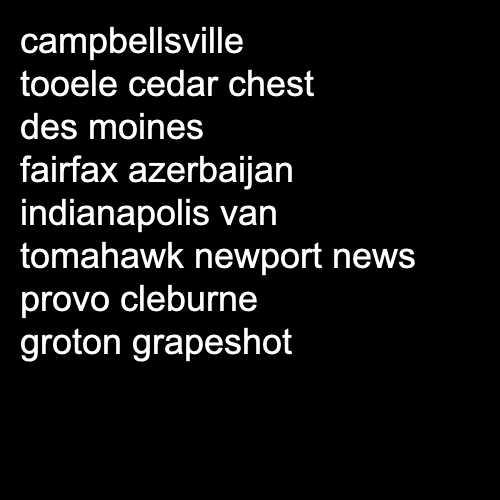 campbellsville
tooele cedar chest
des moines
fairfax azerbaijan
indianapolis van
tomahawk newport news
provo cleburne
groton grapeshot